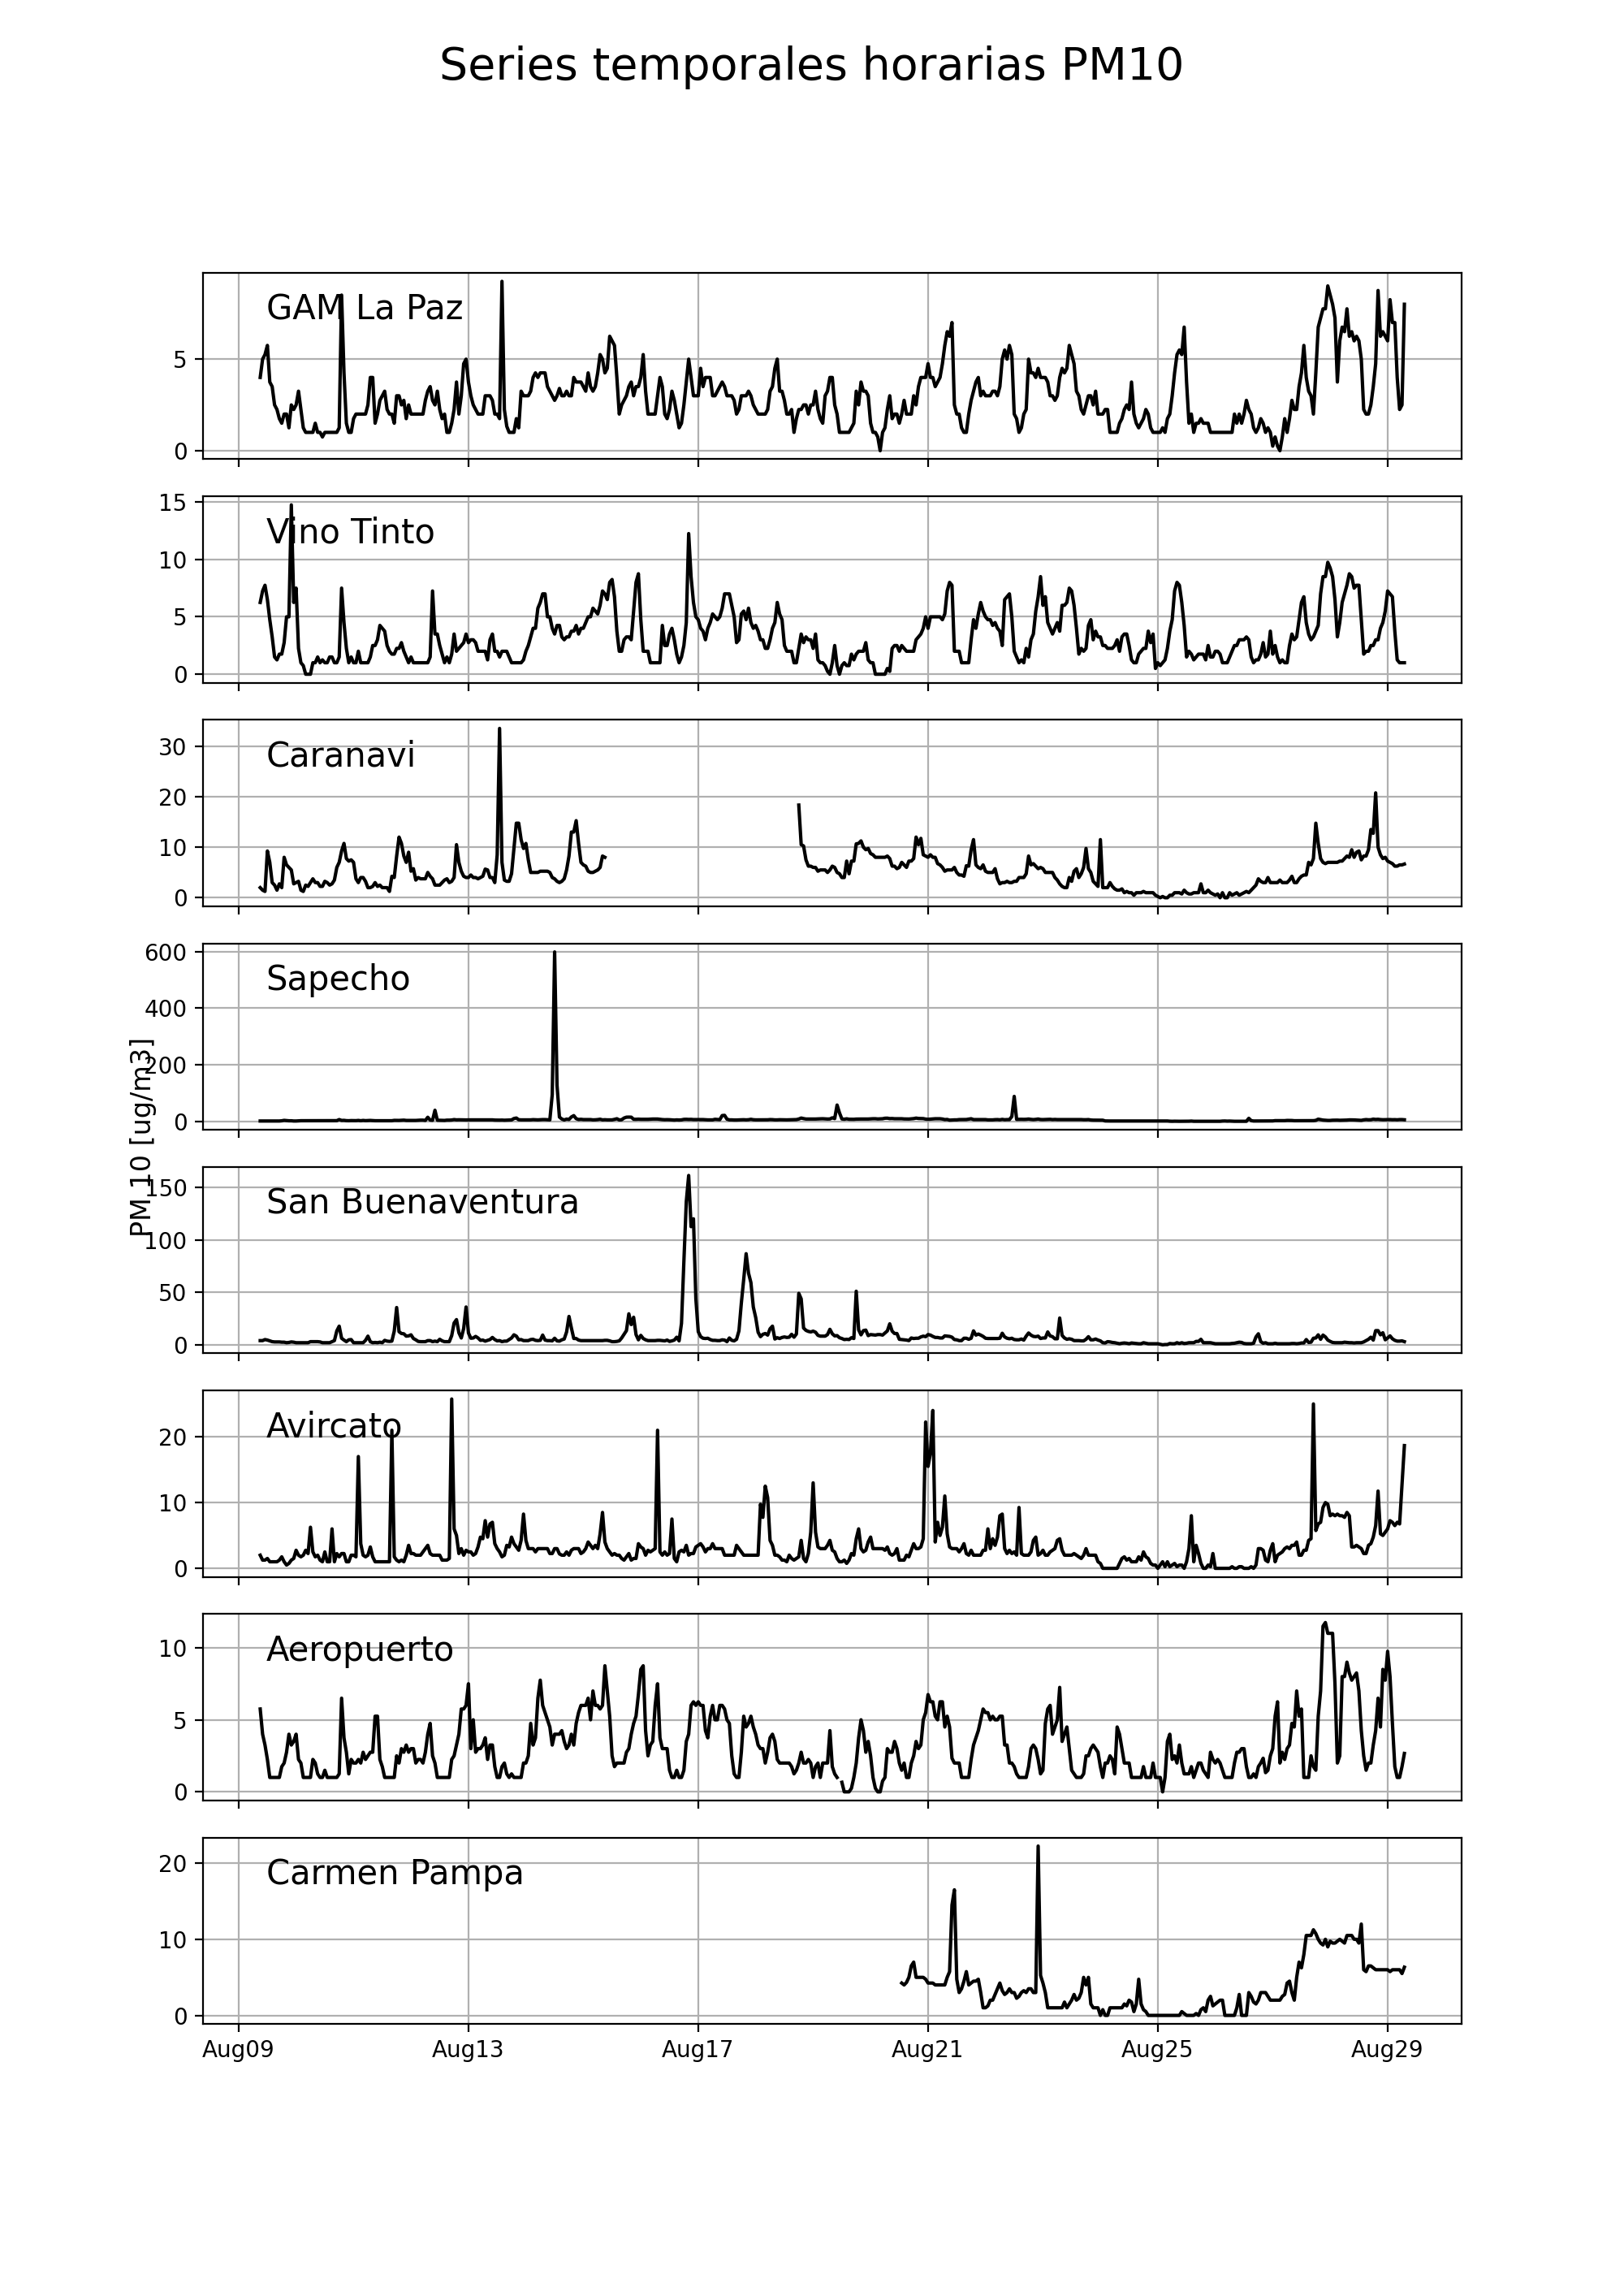 Series temporales horarias PM10
GAM La Paz
5
0
Vino Tinto
15
10
5
0
Caranavi
30
20
10
0
Sapecho
600
400
200
0
PM 10 [ug/m3]
San Buenaventura
150
100
50
0
Avircato
20
10
0
Aeropuerto
10
5
0
Carmen Pampa
20
10
0
Aug09 Aug13 Aug17 Aug21 Aug25 Aug29